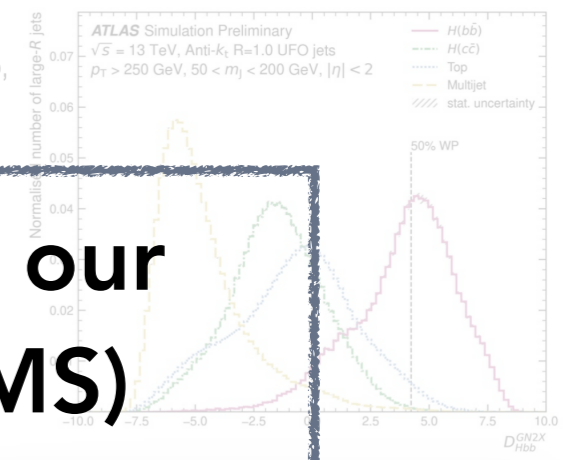 ATLAS Simulation Preliminary
√s = 13 TeV, Anti-kt R=1.0 UFO jets
pT > 250 GeV, 50 < mJ < 200 GeV, |η| < 2
H(bb̄)
H(cc̄)
Top
Multijet
stat. uncertainty
50% WP
Normalised number of large-R jets
0.07
0.06
0.05
0.04
0.02
our
MS)
−10.0
−7.5
−5.0
−2.5
2.5
5.0
7.5
10.0
D^GN2X_Hbb